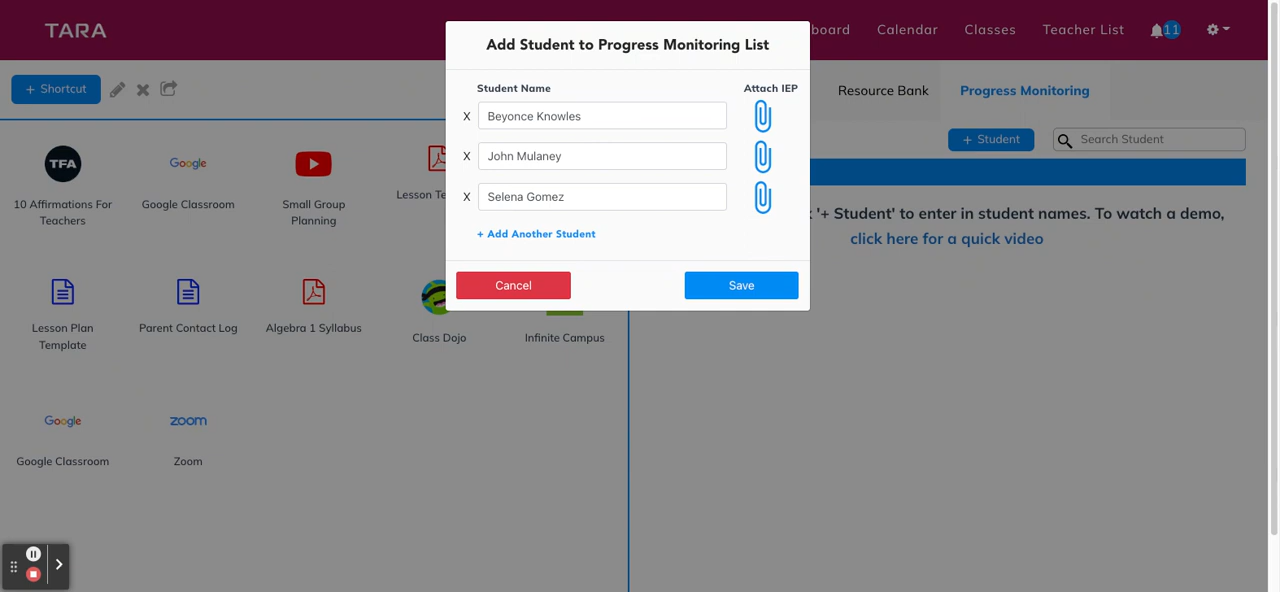 TARA
board
Calendar
Classes
Teacher List
11
+ Shortcut
Resource Bank
Progress Monitoring
+ Student
Search Student
Add Student to Progress Monitoring List
Student Name
Attach IEP
X Beyonce Knowles
X John Mulaney
X Selena Gomez
+ Add Another Student
Cancel
Save
'+ Student' to enter in student names. To watch a demo,
click here for a quick video
TFA
10 Affirmations For
Teachers
Google
Google Classroom
Small Group
Planning
Lesson
Lesson Plan
Template
Parent Contact Log
Algebra 1 Syllabus
Class Dojo
Infinite Campus
Google
Google Classroom
zoom
Zoom